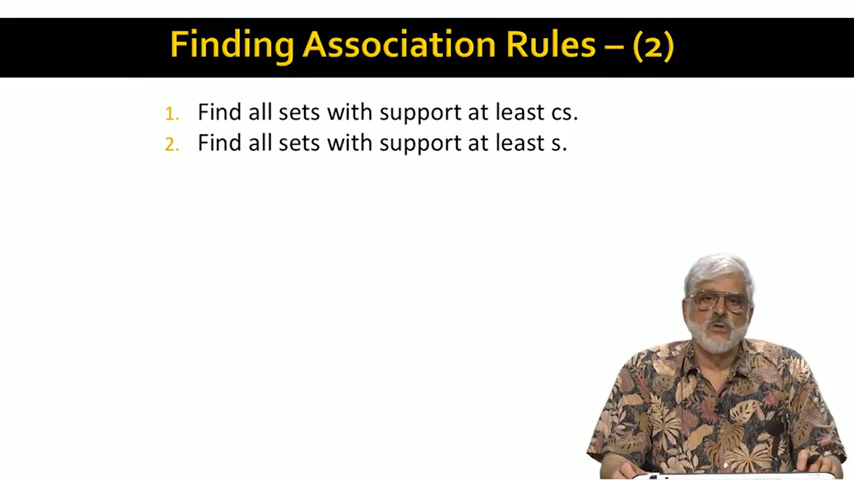 Finding Association Rules – (2)
1. Find all sets with support at least cs.
2. Find all sets with support at least s.